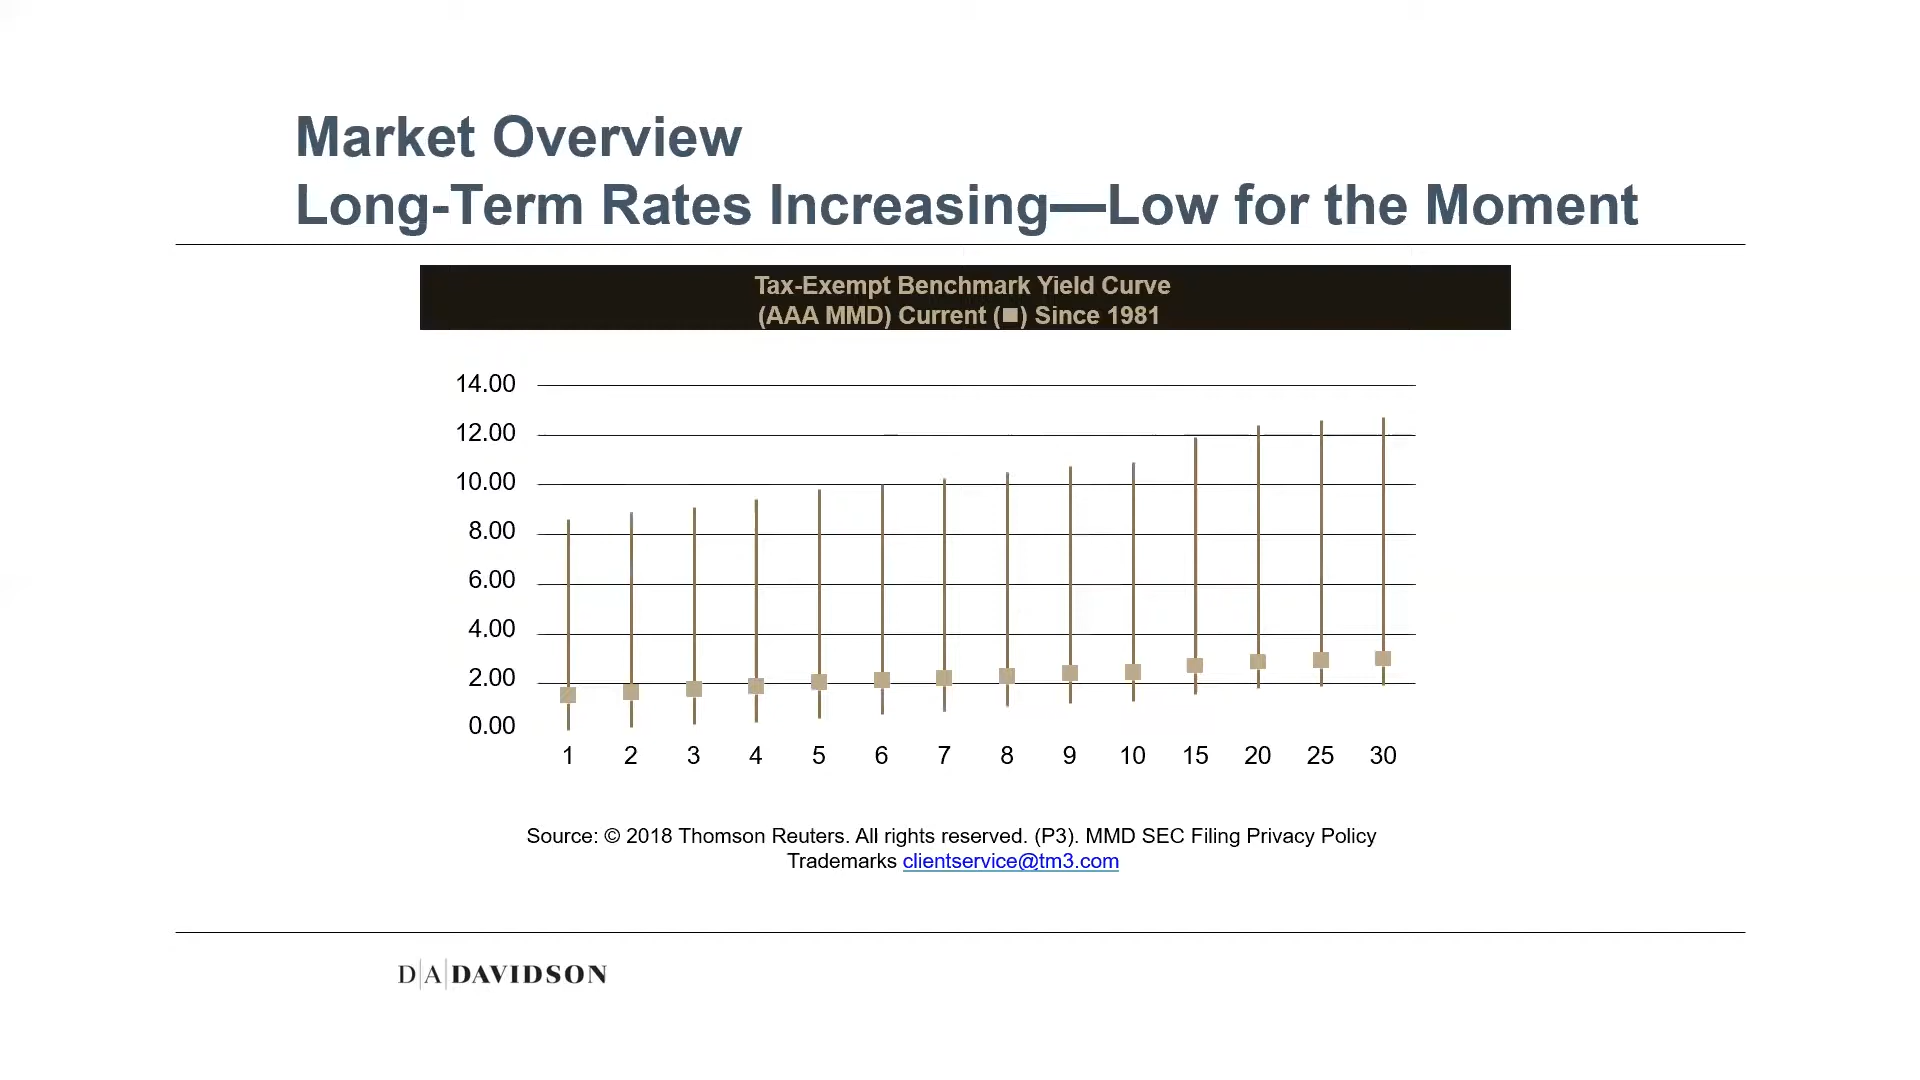 Market Overview
Long-Term Rates Increasing—Low for the Moment
Tax-Exempt Benchmark Yield Curve
(AAA MMD) Current (■) Since 1981
14.00
12.00
10.00
8.00
6.00
4.00
2.00
0.00
1 2 3 4 5 6 7 8 9 10 15 20 25 30
Source: © 2018 Thomson Reuters. All rights reserved. (P3). MMD SEC Filing Privacy Policy
Trademarks clientservice@tm3.com
D|A|DAVIDSON